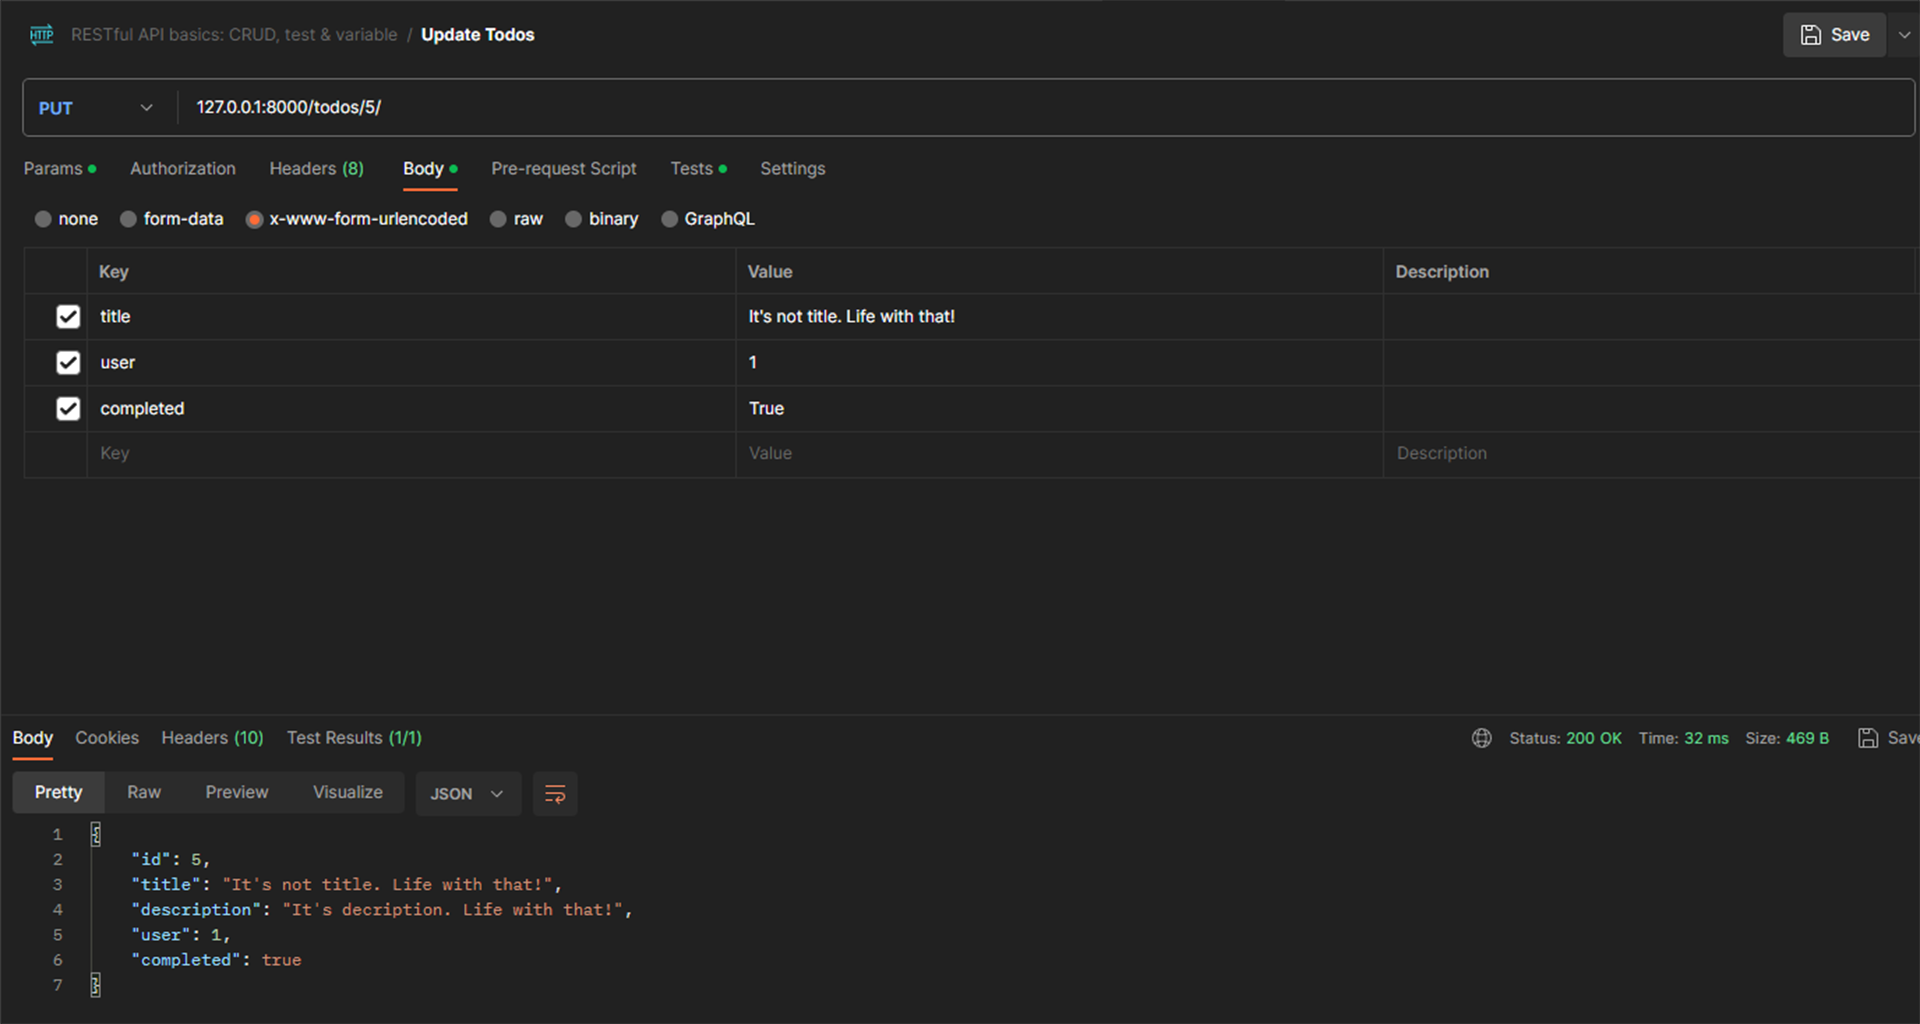 HTTP RESTful API basics: CRUD, test & variable / Update Todos Save
PUT 127.0.0.1:8000/todos/5/
Params Authorization Headers (8) Body Pre-request Script Tests Settings
none form-data x-www-form-urlencoded raw binary GraphQL
Key Value Description
title It's not title. Life with that!
user 1
completed True
Key Value Description
Body Cookies Headers (10) Test Results (1/1) Status: 200 OK Time: 32 ms Size: 469 B Save
Pretty Raw Preview Visualize JSON
1 {
2 "id": 5,
3 "title": "It's not title. Life with that!",
4 "description": "It's decription. Life with that!",
5 "user": 1,
6 "completed": true
7 }